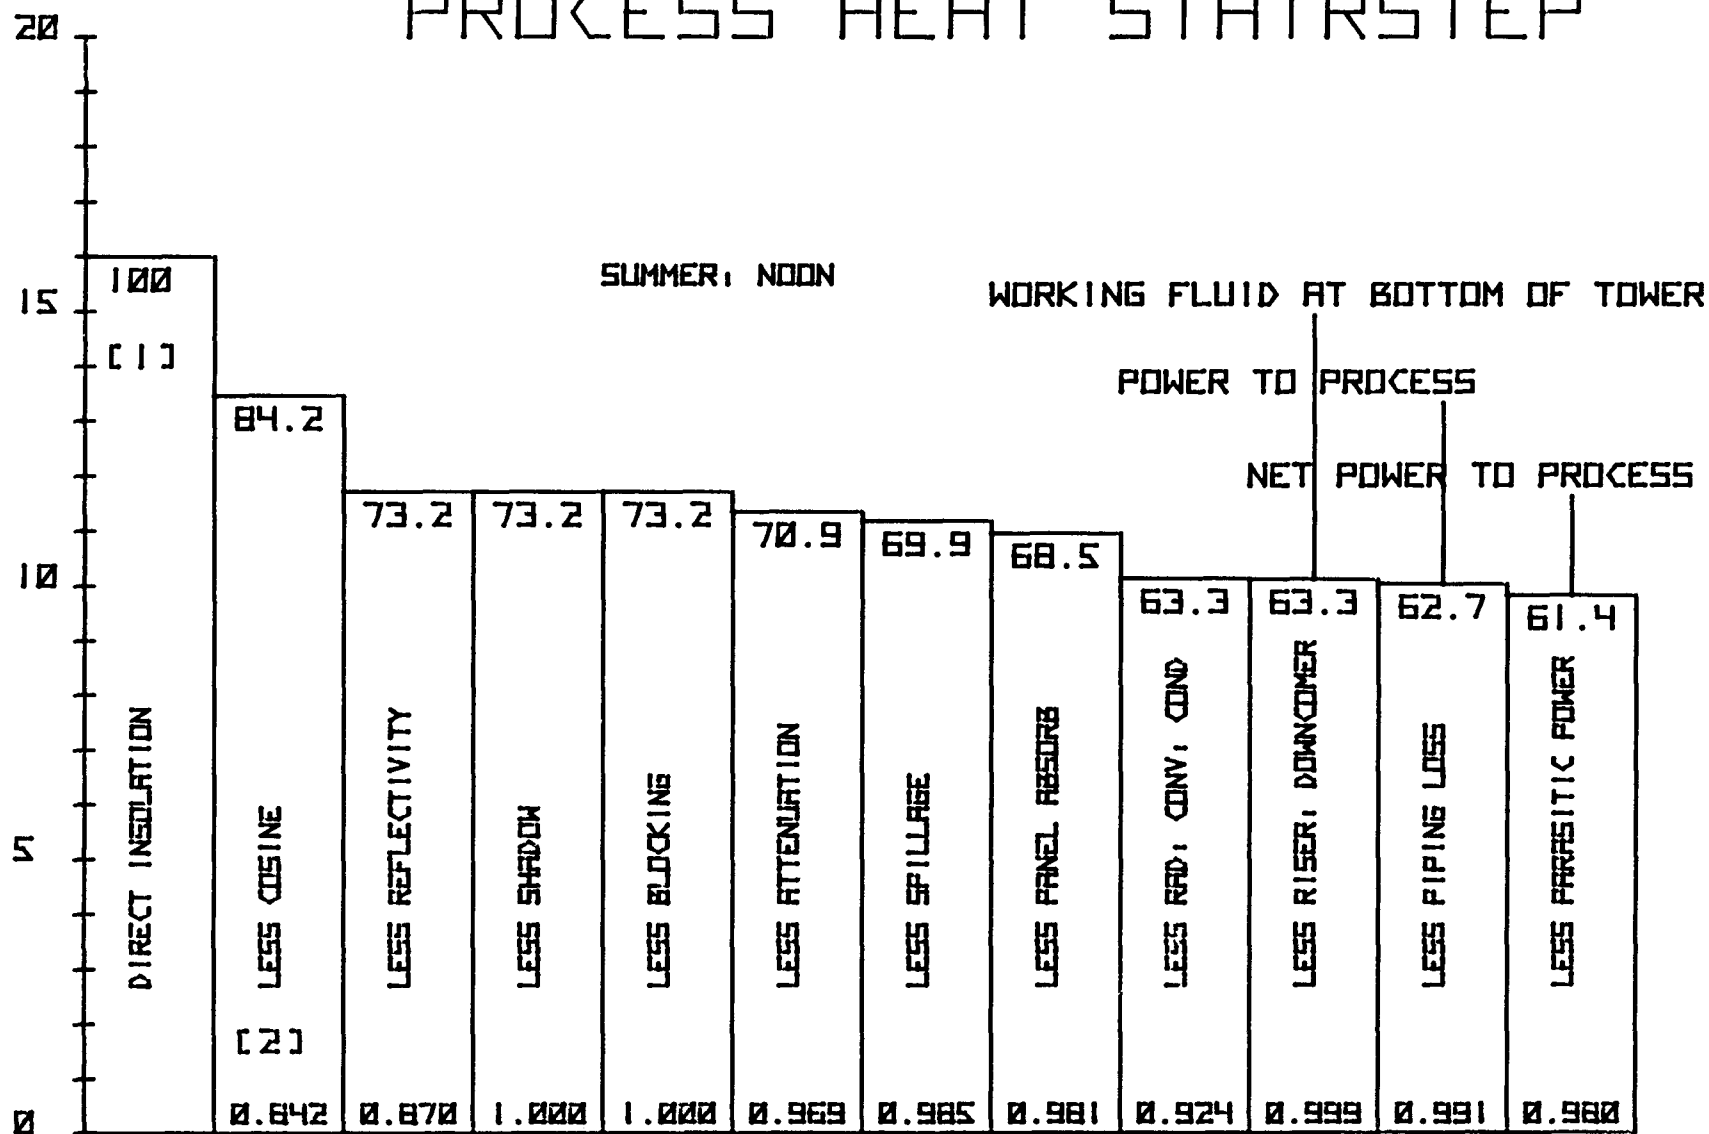 PROCESS HEAT STAIRSTEP
20
15
10
5
0
SUMMER: NOON
WORKING FLUID AT BOTTOM OF TOWER
POWER TO PROCESS
NET POWER TO PROCESS
100
[1]
84.2
73.2
73.2
73.2
70.9
69.9
68.5
63.3
63.3
62.7
61.4
DIRECT INSOLATION
LESS COSINE
LESS REFLECTIVITY
LESS SHADOW
LESS BLOCKING
LESS ATTENUATION
LESS SPILLAGE
LESS PANEL ABSORB
LESS RAD: CONV: COND
LESS RISER: DOWNCOMER
LESS PIPING LOSS
LESS PARASITIC POWER
[2]
0.842
0.870
1.000
1.000
0.969
0.985
0.981
0.924
0.999
0.991
0.980